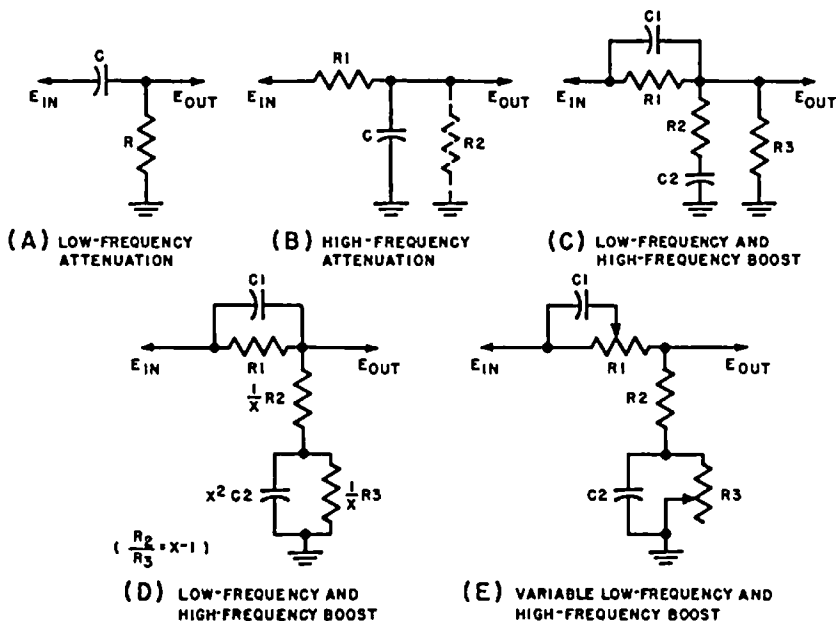 C
E IN
R
E OUT
(A) LOW-FREQUENCY
ATTENUATION
R1
E IN
C
R2
E OUT
(B) HIGH-FREQUENCY
ATTENUATION
C1
E IN
R1
E OUT
R2
C2
R3
(C) LOW-FREQUENCY AND
HIGH-FREQUENCY BOOST
C1
E IN
R1
E OUT
1/X R2
X² C2
1/X R3
(R2/R3 = X-1)
(D) LOW-FREQUENCY AND
HIGH-FREQUENCY BOOST
C1
E IN
R1
E OUT
R2
C2
R3
(E) VARIABLE LOW-FREQUENCY AND
HIGH-FREQUENCY BOOST